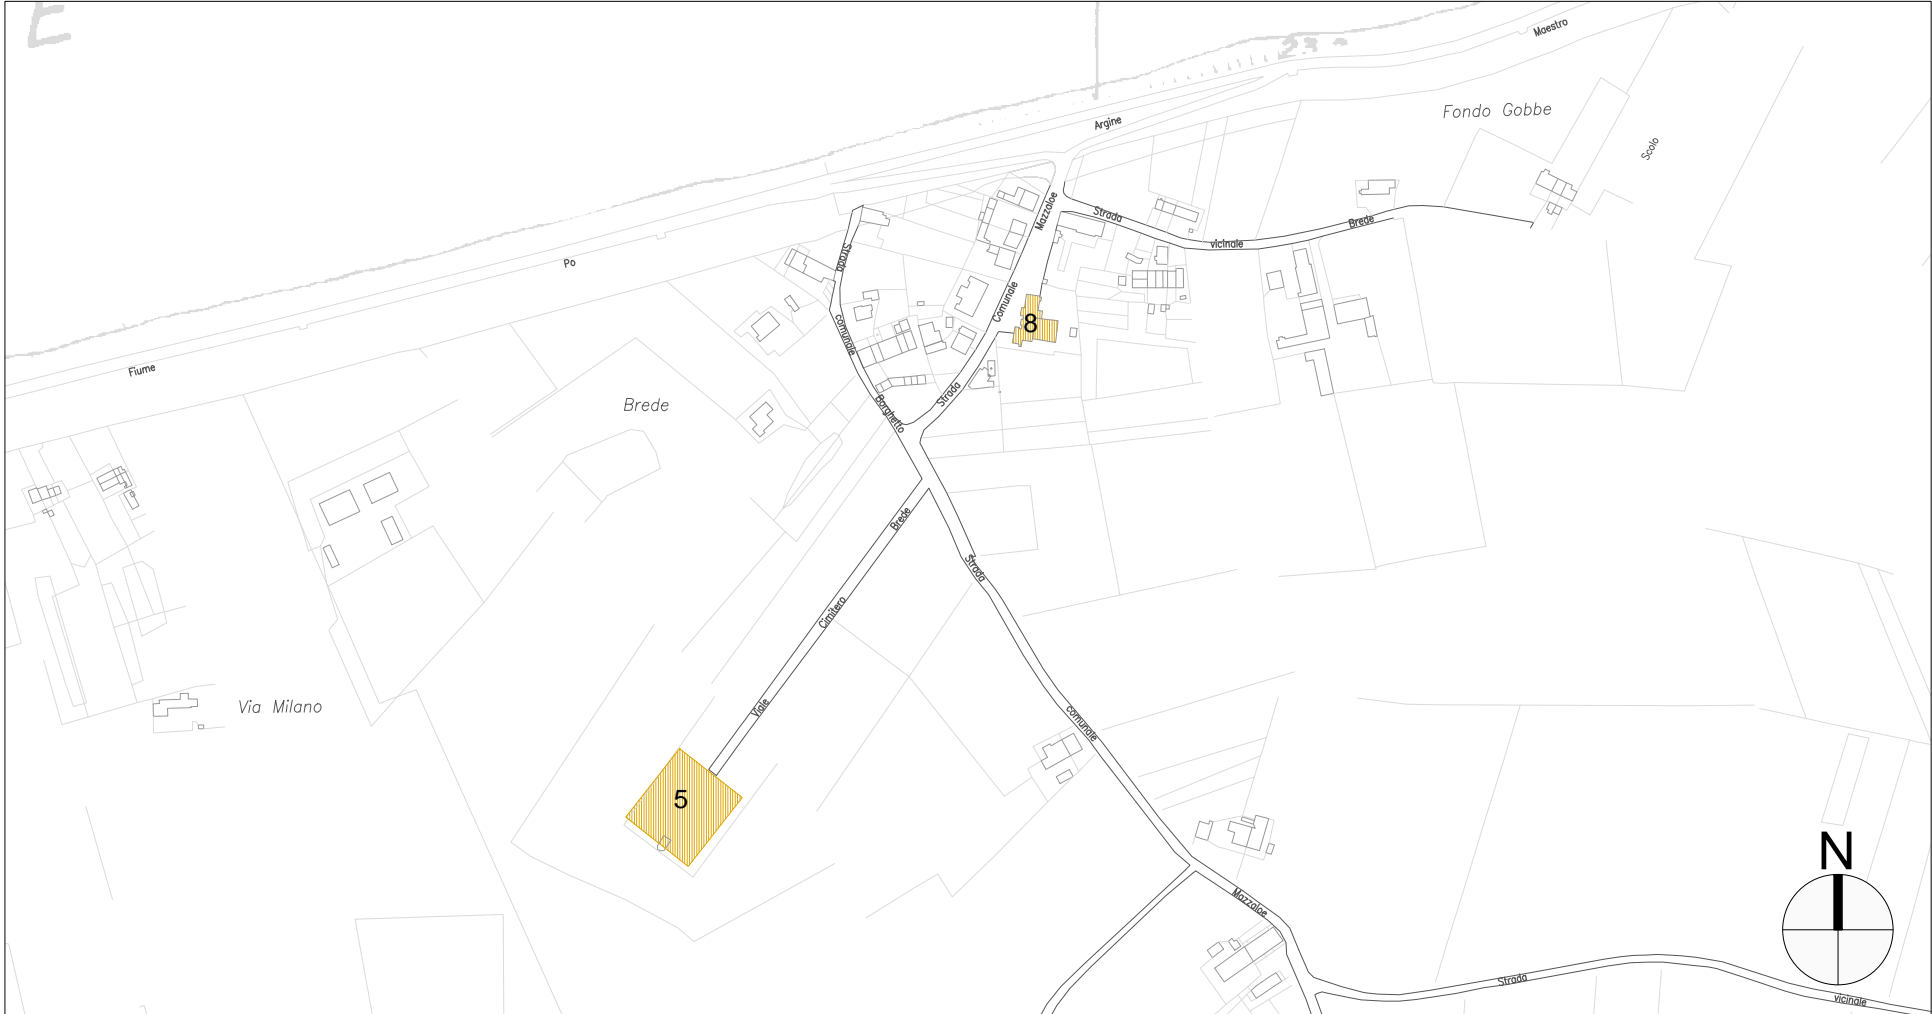 E
Maestro
Fondo Gobbe
Argine
Scolo
Mazzaloe
Strada
Brede
vicinale
Strada
Po
Comunale
8
comunale
Fiume
Strada
Brede
Borghetto
Brede
Strada
Cimitero
Via Milano
Viale
comunale
5
N
Mazzaloe
Strada
vicinale